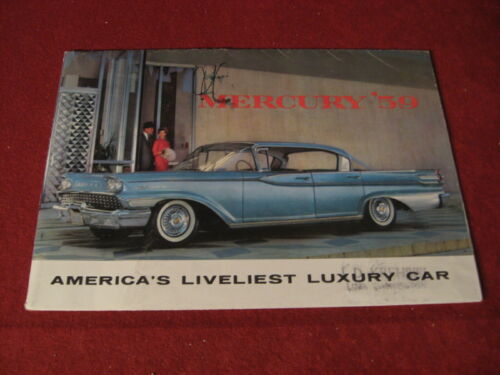 MERCURY '59
AMERICA'S LIVELIEST LUXURY CAR